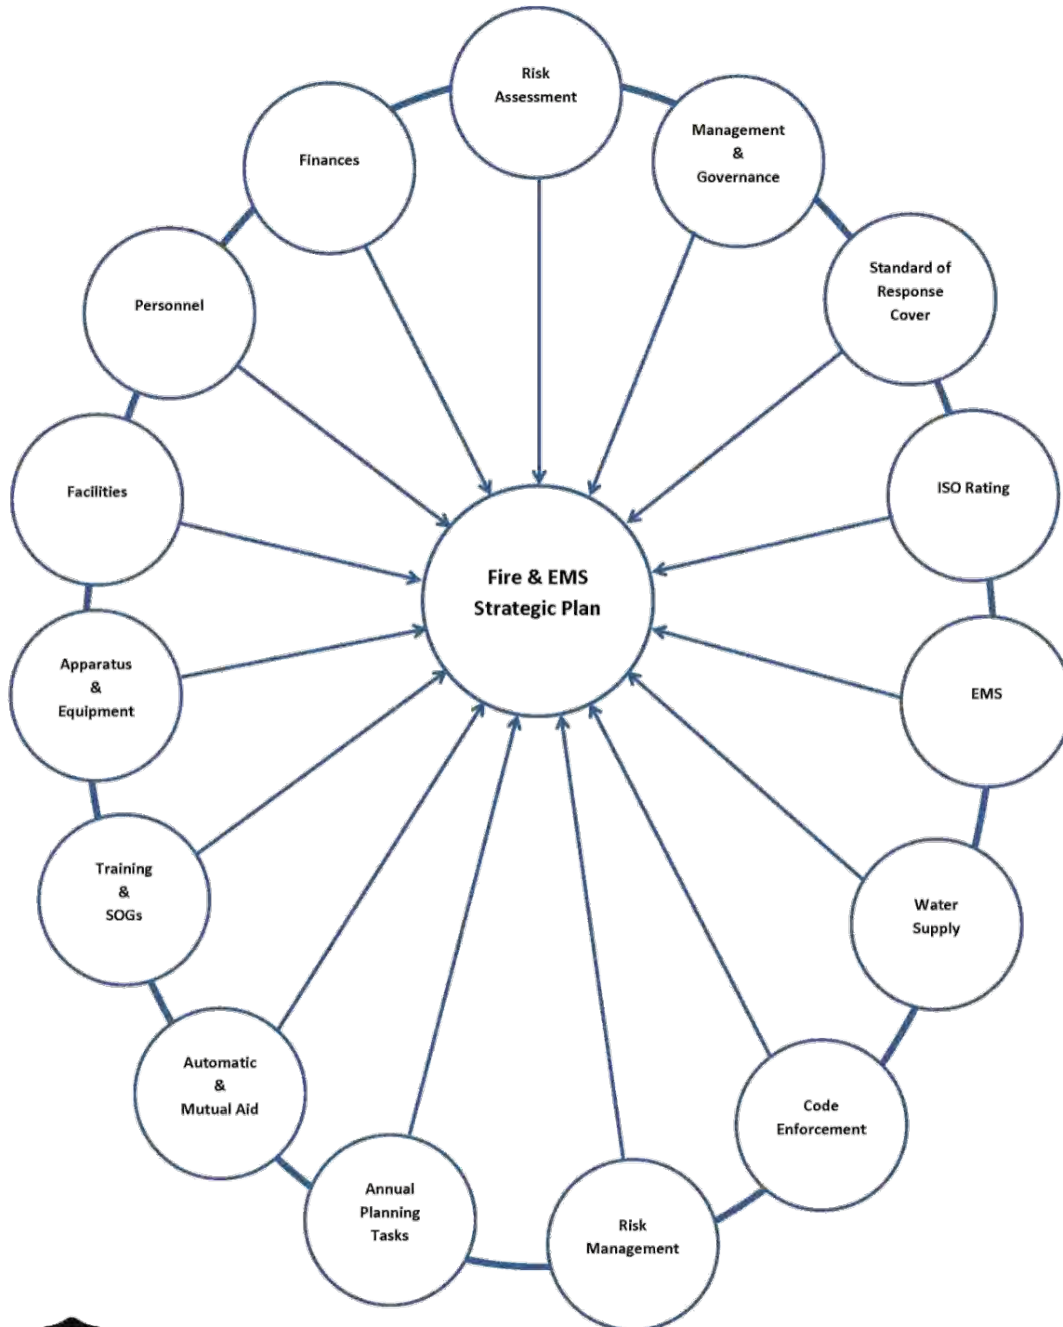 Risk
Assessment
Management
&
Governance
Standard of
Response
Cover
ISO Rating
EMS
Water
Supply
Code
Enforcement
Risk
Management
Annual
Planning
Tasks
Automatic
&
Mutual Aid
Training
&
SOGs
Apparatus
&
Equipment
Facilities
Personnel
Finances
Fire & EMS
Strategic Plan